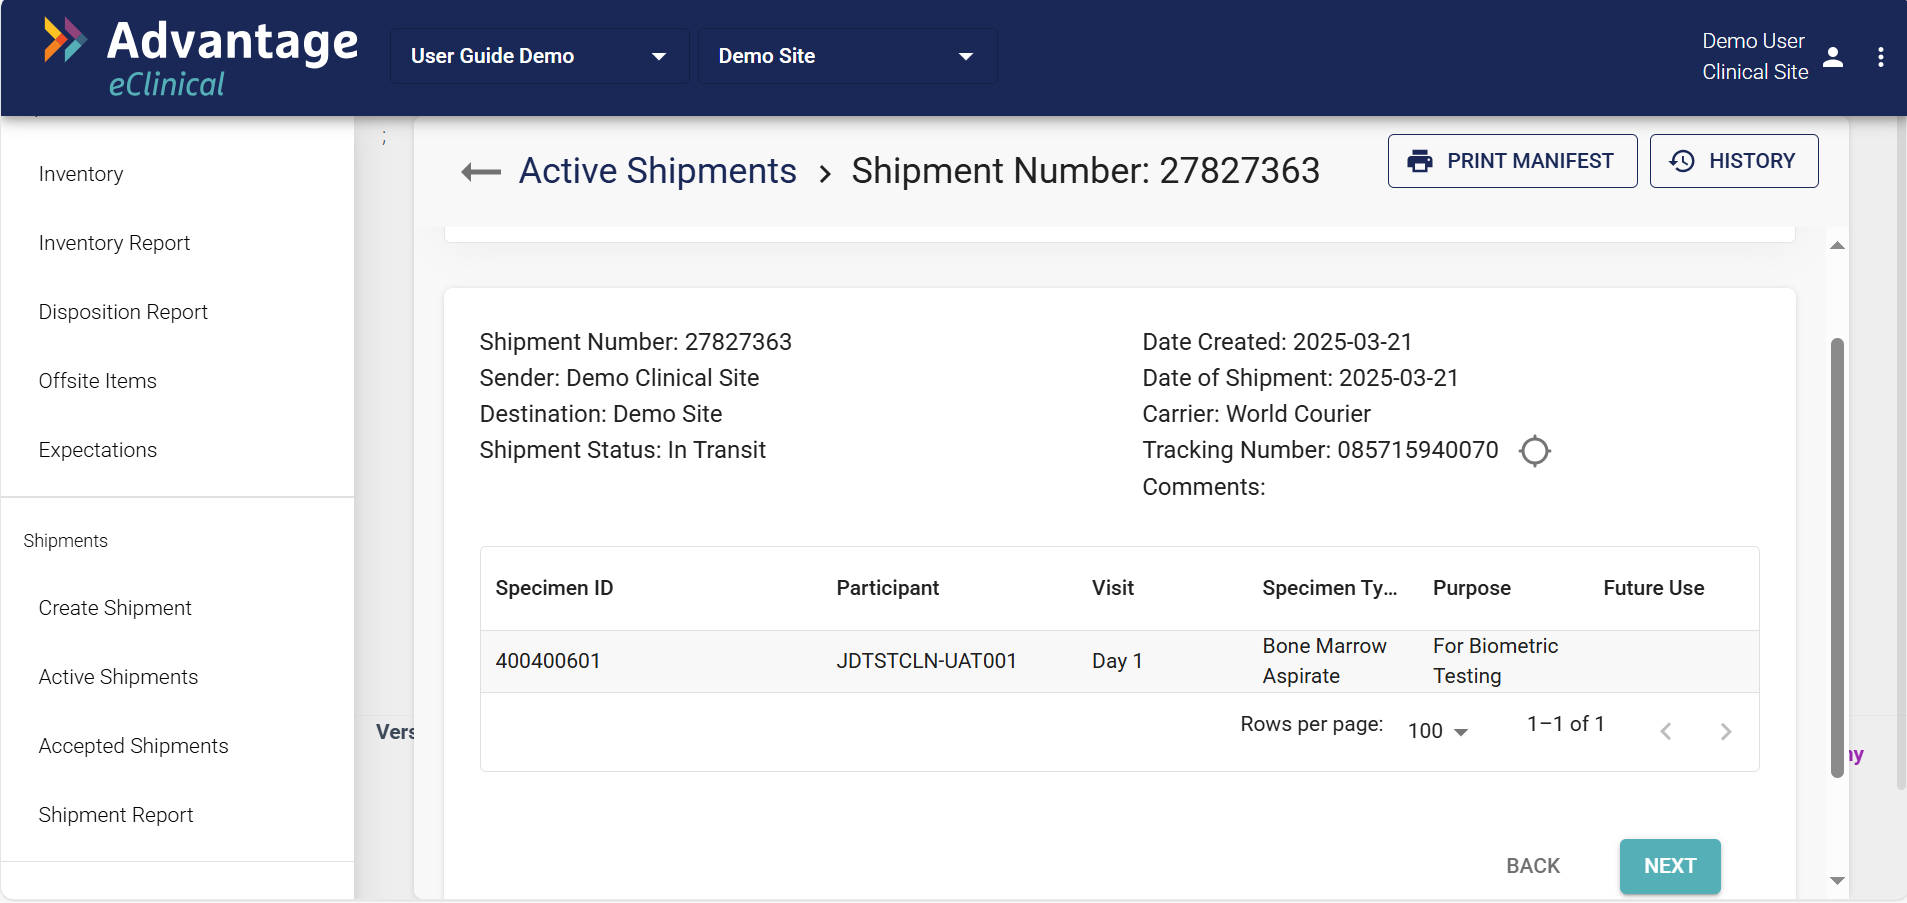 Advantage
eClinical
User Guide Demo
Demo Site
Demo User
Clinical Site
Inventory
Inventory Report
Disposition Report
Offsite Items
Expectations
Shipments
Create Shipment
Active Shipments
Accepted Shipments
Shipment Report
;
Active Shipments › Shipment Number: 27827363
PRINT MANIFEST
HISTORY
Shipment Number: 27827363
Sender: Demo Clinical Site
Destination: Demo Site
Shipment Status: In Transit
Date Created: 2025-03-21
Date of Shipment: 2025-03-21
Carrier: World Courier
Tracking Number: 085715940070
Comments:
Specimen ID Participant Visit Specimen Ty... Purpose Future Use
400400601 JDTSTCLN-UAT001 Day 1 Bone Marrow Aspirate For Biometric Testing
Rows per page: 100 1–1 of 1
Vers
BACK
NEXT